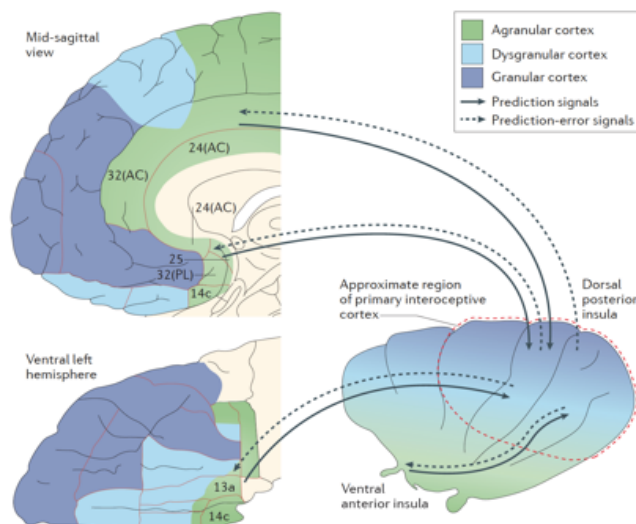 Mid-sagittal
view
Agranular cortex
Dysgranular cortex
Granular cortex
Prediction signals
Prediction-error signals
24(AC)
32(AC)
24(AC)
25
32(PL)
14c
Approximate region
of primary interoceptive
cortex
Dorsal
posterior
insula
Ventral left
hemisphere
13a
14c
Ventral
anterior insula